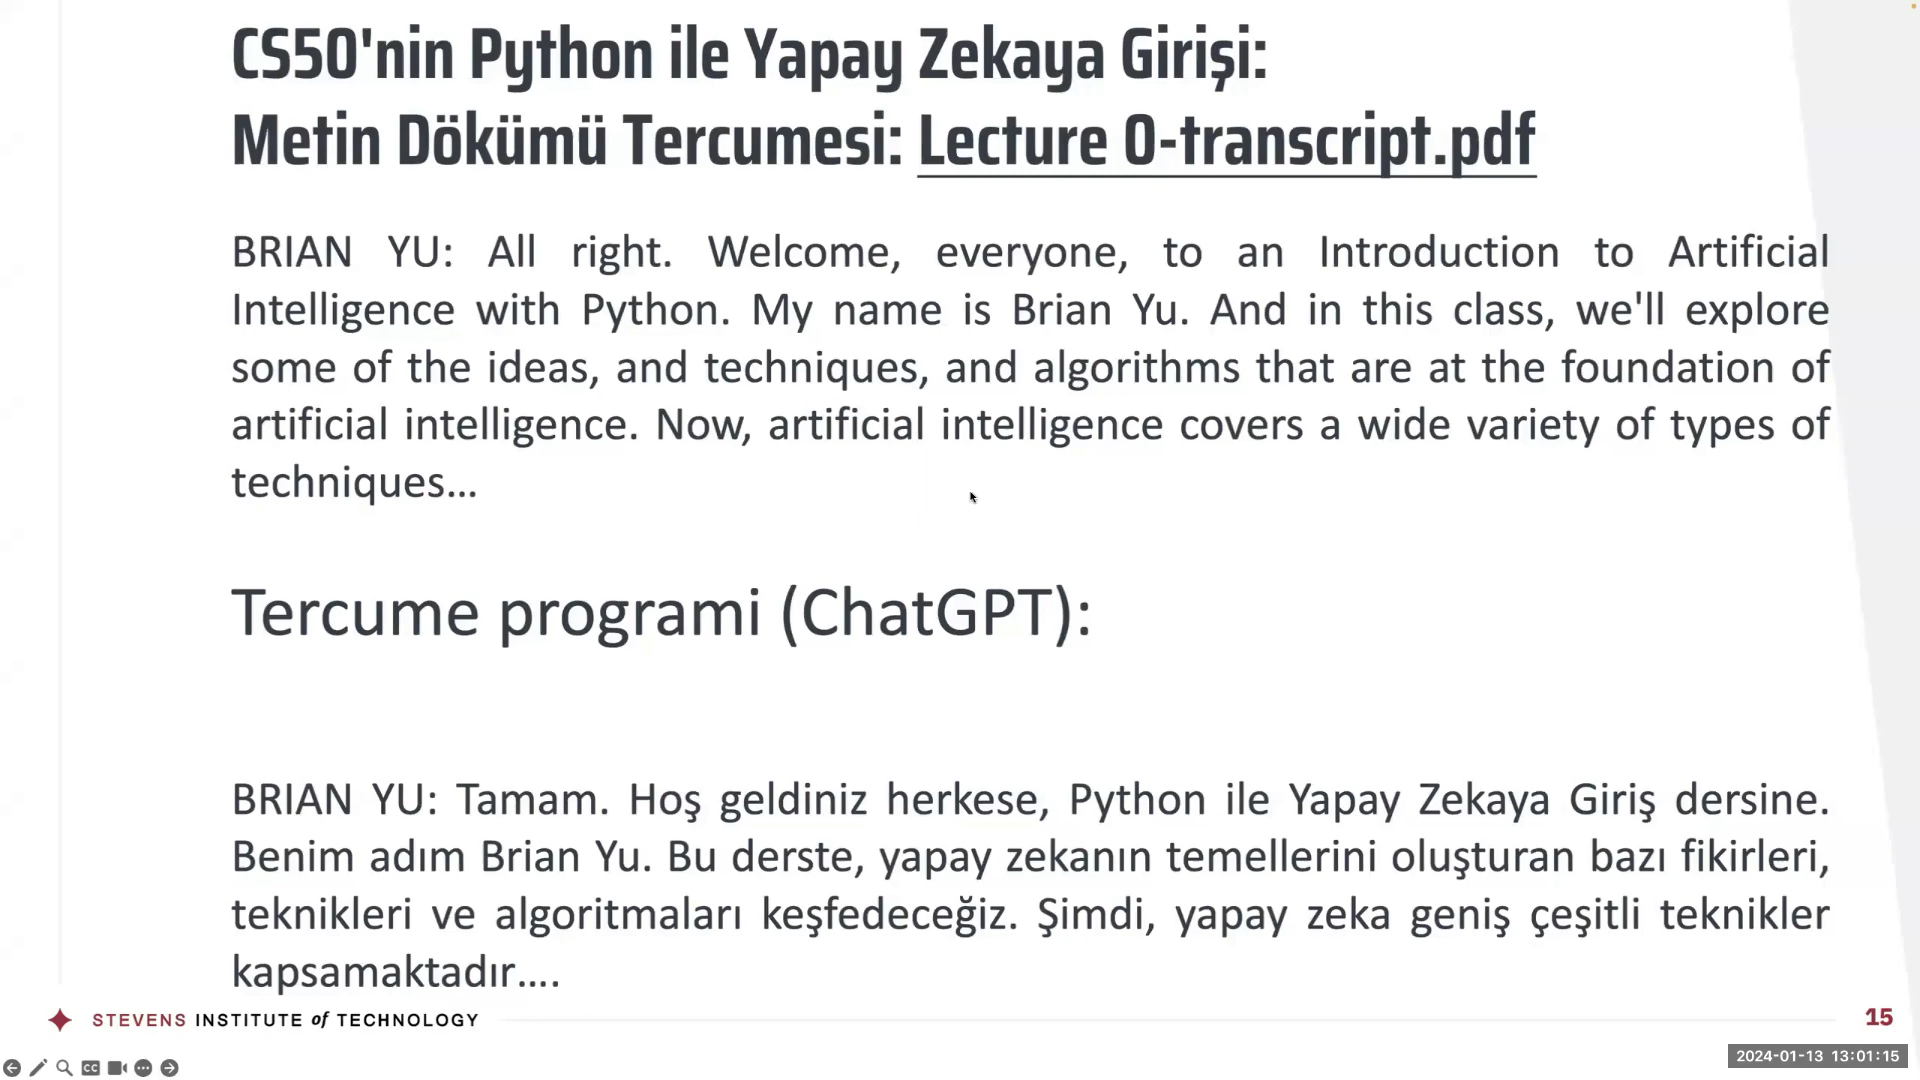 CS50'nin Python ile Yapay Zekaya Girişi:
Metin Dökümü Tercumesi: Lecture 0-transcript.pdf
BRIAN YU: All right. Welcome, everyone, to an Introduction to Artificial
Intelligence with Python. My name is Brian Yu. And in this class, we'll explore
some of the ideas, and techniques, and algorithms that are at the foundation of
artificial intelligence. Now, artificial intelligence covers a wide variety of types of
techniques...
Tercume programi (ChatGPT):
BRIAN YU: Tamam. Hoş geldiniz herkese, Python ile Yapay Zekaya Giriş dersine.
Benim adım Brian Yu. Bu derste, yapay zekanın temellerini oluşturan bazı fikirleri,
teknikleri ve algoritmaları keşfedeceğiz. Şimdi, yapay zeka geniş çeşitli teknikler
kapsamaktadır....
STEVENS INSTITUTE of TECHNOLOGY
15
CC
2024-01-13 13:01:15